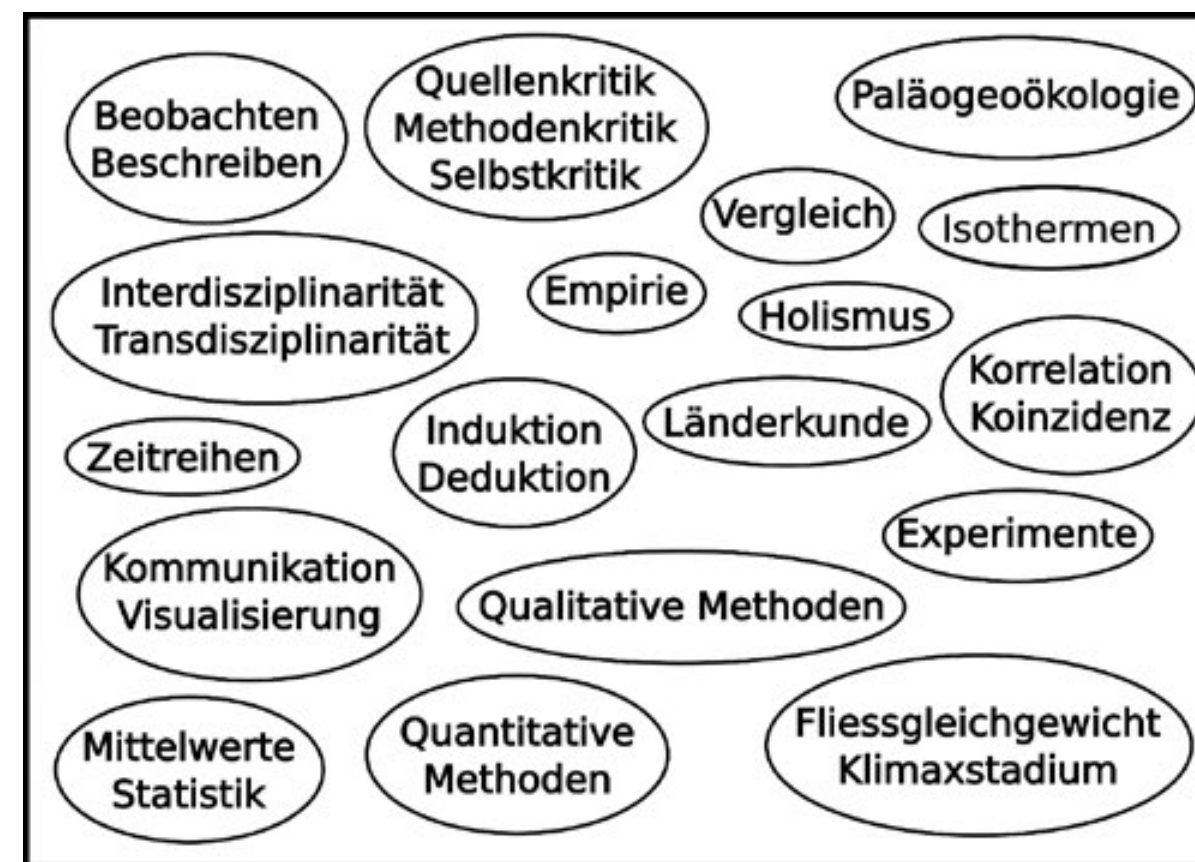 Beobachten
Beschreiben
Quellenkritik
Methodenkritik
Selbstkritik
Paläogeoökologie
Vergleich
Isothermen
Interdisziplinarität
Transdisziplinarität
Empirie
Holismus
Korrelation
Koinzidenz
Zeitreihen
Induktion
Deduktion
Länderkunde
Experimente
Kommunikation
Visualisierung
Qualitative Methoden
Mittelwerte
Statistik
Quantitative
Methoden
Fliessgleichgewicht
Klimaxstadium